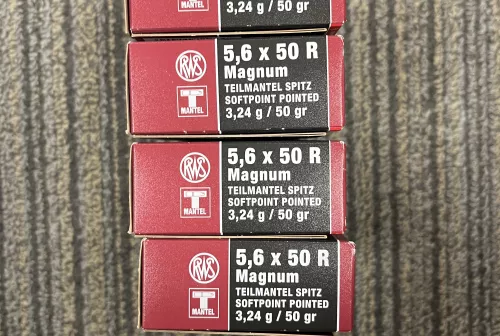 MANTEL
3,24 g / 50 gr
RWS
5,6 x 50 R
Magnum
TEILMANTEL SPITZ
T
SOFTPOINT POINTED
MANTEL
3,24 g / 50 gr
RWS
5,6 x 50 R
Magnum
TEILMANTEL SPITZ
T
SOFTPOINT POINTED
MANTEL
3,24 g / 50 gr
RWS
5,6 x 50 R
Magnum
TEILMANTEL SPITZ
T
SOFTPOINT POINTED
MANTEL
3,24 g / 50 gr